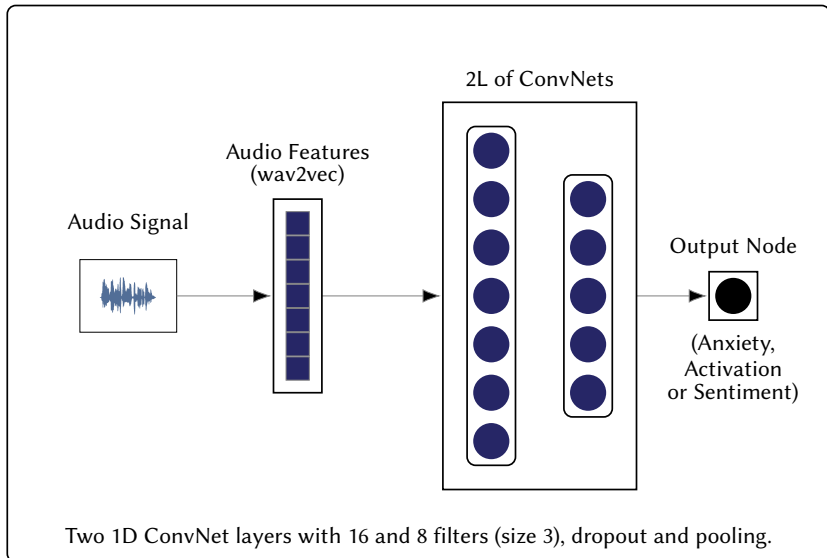 2L of ConvNets
Audio Features
(wav2vec)
Audio Signal
Output Node
(Anxiety,
Activation
or Sentiment)
Two 1D ConvNet layers with 16 and 8 filters (size 3), dropout and pooling.